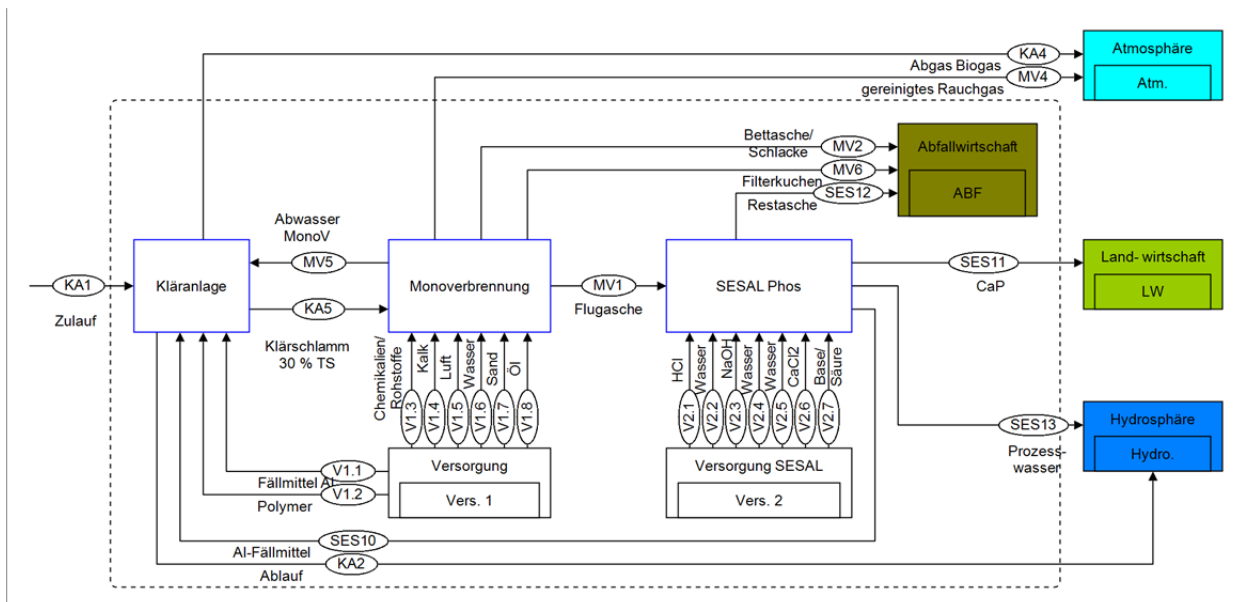 KA4
Atmosphäre
Abgas Biogas
MV4
Atm.
gereinigtes Rauchgas
Bettasche/
Schlacke
MV2
Abfallwirtschaft
MV6
Filterkuchen
SES12
ABF
Restasche
Abwasser
MonoV
MV5
KA1
Zulauf
Kläranlage
Monoverbrennung
MV1
Flugasche
SESAL Phos
SES11
CaP
Land- wirtschaft
LW
KA5
Klärschlamm
30 % TS
Chemikalien/
Rohstoffe
Kalk
Luft
Wasser
Sand
Öl
HCl
Wasser
NaOH
Wasser
CaCl2
Base/
Säure
V1.3
V1.4
V1.5
V1.6
V1.7
V1.8
V2.1
V2.2
V2.3
V2.4
V2.5
V2.6
V2.7
SES13
Prozess-
wasser
Hydrosphäre
Hydro.
V1.1
Fällmittel Al
V1.2
Polymer
Versorgung
Vers. 1
Versorgung SESAL
Vers. 2
SES10
Al-Fällmittel
KA2
Ablauf